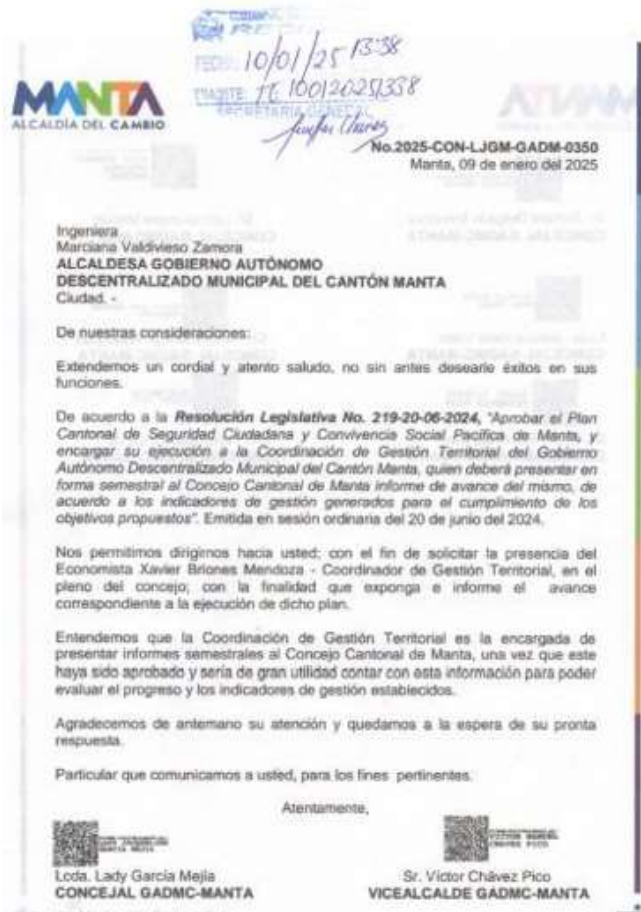 FECHA: 10/01/25 13:38
TRAMITE
SECRETARIA GENERAL
MANTA
ALCALDÍA DEL CAMBIO
No.2025-CON-LJGM-GADM-0350
Manta, 09 de enero del 2025
Ingeniera
Marciana Valdivieso Zamora
ALCALDESA GOBIERNO AUTÓNOMO
DESCENTRALIZADO MUNICIPAL DEL CANTÓN MANTA
Ciudad. -
De nuestras consideraciones:
Extendemos un cordial y atento saludo, no sin antes desearle éxitos en sus
funciones.
De acuerdo a la Resolución Legislativa No. 219-20-06-2024, "Aprobar el Plan
Cantonal de Seguridad Ciudadana y Convivencia Social Pacífica de Manta, y
encargar su ejecución a la Coordinación de Gestión Territorial del Gobierno
Autónomo Descentralizado Municipal del Cantón Manta, quien deberá presentar en
forma semestral al Concejo Cantonal de Manta informe de avance del mismo, de
acuerdo a los indicadores de gestión generados para el cumplimiento de los
objetivos propuestos". Emitida en sesión ordinaria del 20 de junio del 2024.
Nos permitimos dirigirnos hacia usted; con el fin de solicitar la presencia del
Economista Xavier Briones Mendoza - Coordinador de Gestión Territorial, en el
pleno del concejo; con la finalidad que exponga e informe el avance
correspondiente a la ejecución de dicho plan.
Entendemos que la Coordinación de Gestión Territorial es la encargada de
presentar informes semestrales al Concejo Cantonal de Manta, una vez que este
haya sido aprobado y sería de gran utilidad contar con esta información para poder
evaluar el progreso y los indicadores de gestión establecidos.
Agradecemos de antemano su atención y quedamos a la espera de su pronta
respuesta.
Particular que comunicamos a usted, para los fines pertinentes.
Atentamente,
Lcda. Lady García Mejía
CONCEJAL GADMC-MANTA
Sr. Víctor Chávez Pico
VICEALCALDE GADMC-MANTA